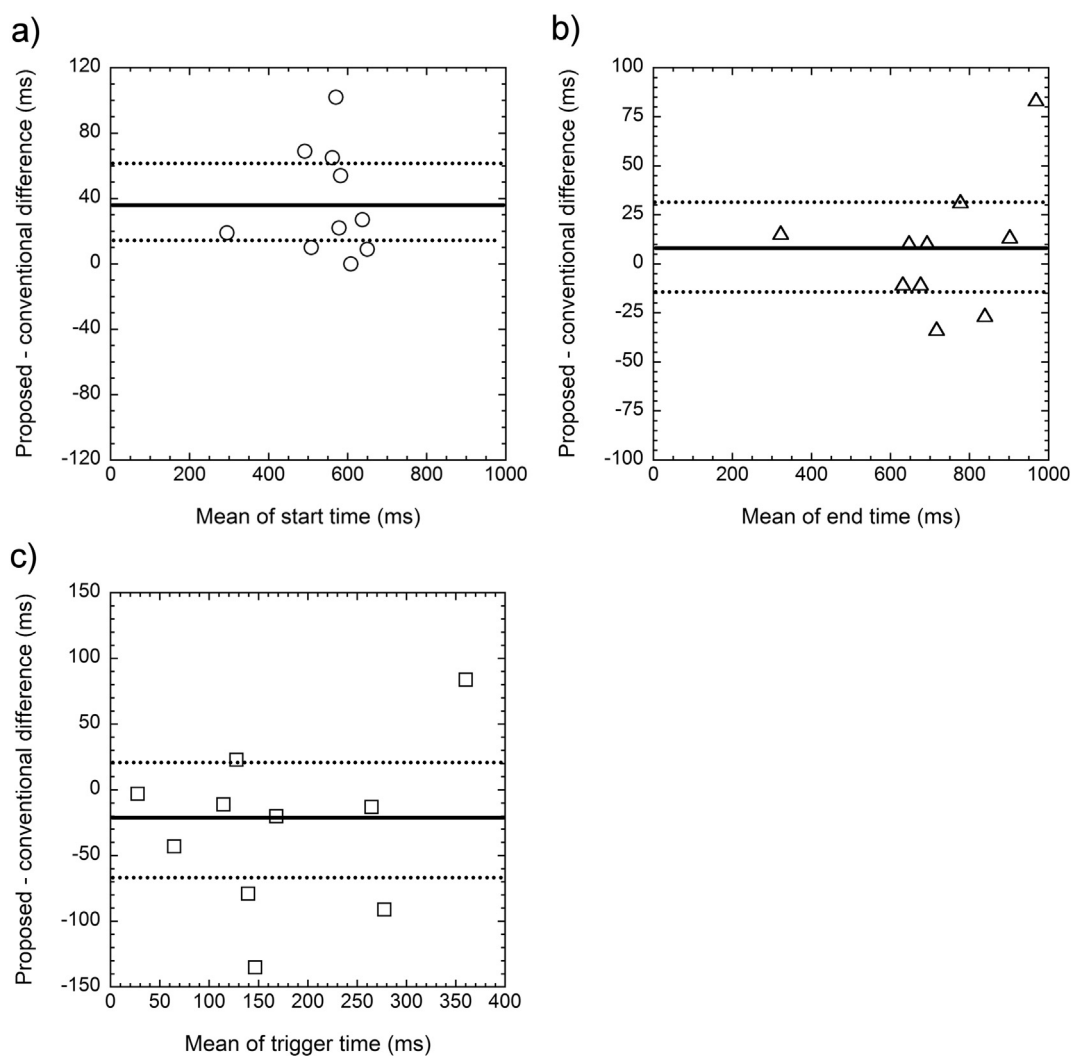 a)
Proposed - conventional difference (ms)
120
80
40
0
-40
-80
-120
0 200 400 600 800 1000
Mean of start time (ms)
b)
Proposed - conventional difference (ms)
100
75
50
25
0
-25
-50
-75
-100
0 200 400 600 800 1000
Mean of end time (ms)
c)
Proposed - conventional difference (ms)
150
100
50
0
-50
-100
-150
0 50 100 150 200 250 300 350 400
Mean of trigger time (ms)